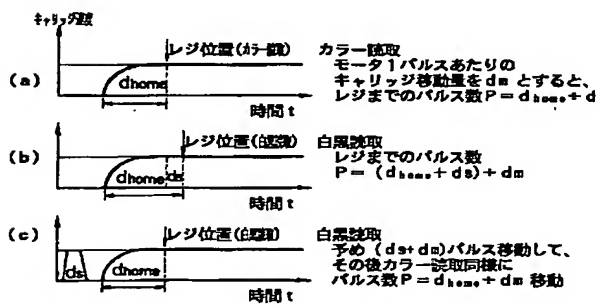 キャリッジ速度
(a)
dhome
レジ位置(カラー読取)
時間 t
カラー読取
モータ1パルスあたりの
キャリッジ移動量をdmとすると、
レジまでのパルス数P=dhome+d
(b)
dhome ds
レジ位置(白黒読取)
時間 t
白黒読取
レジまでのパルス数
P=(dhome+ds)+dm
(c)
ds
dhome
レジ位置(白黒読取)
時間 t
白黒読取
予め(ds+dm)パルス移動して、
その後カラー読取同様に
パルス数P=dhome+dm 移動